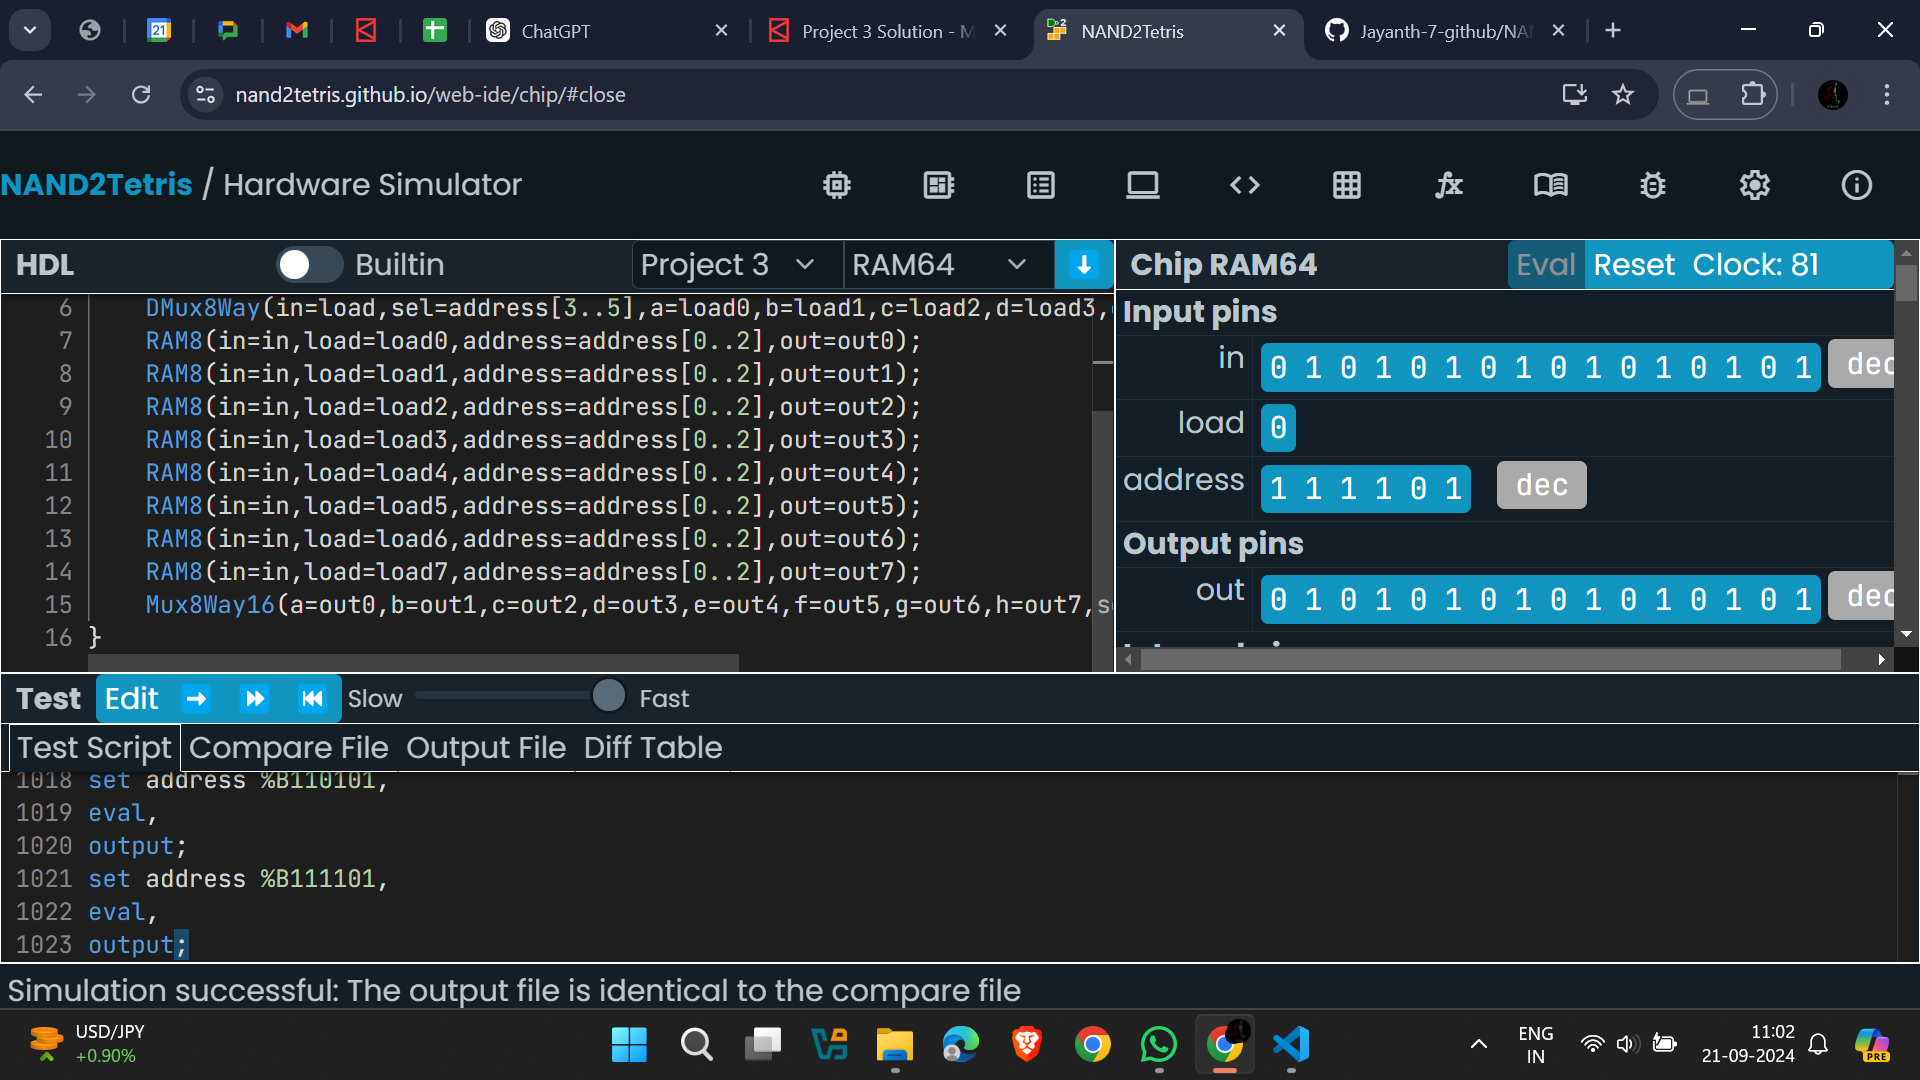 ChatGPT
Project 3 Solution - M
NAND2Tetris
Jayanth-7-github/NAN
nand2tetris.github.io/web-ide/chip/#close
NAND2Tetris / Hardware Simulator
HDL
Builtin
Project 3
RAM64
6 DMux8Way(in=load,sel=address[3..5],a=load0,b=load1,c=load2,d=load3,
7 RAM8(in=in,load=load0,address=address[0..2],out=out0);
8 RAM8(in=in,load=load1,address=address[0..2],out=out1);
9 RAM8(in=in,load=load2,address=address[0..2],out=out2);
10 RAM8(in=in,load=load3,address=address[0..2],out=out3);
11 RAM8(in=in,load=load4,address=address[0..2],out=out4);
12 RAM8(in=in,load=load5,address=address[0..2],out=out5);
13 RAM8(in=in,load=load6,address=address[0..2],out=out6);
14 RAM8(in=in,load=load7,address=address[0..2],out=out7);
15 Mux8Way16(a=out0,b=out1,c=out2,d=out3,e=out4,f=out5,g=out6,h=out7,s
16 }
Chip RAM64
Eval Reset Clock: 81
Input pins
in 0 1 0 1 0 1 0 1 0 1 0 1 0 1 0 1 dec
load 0
address 1 1 1 1 0 1 dec
Output pins
out 0 1 0 1 0 1 0 1 0 1 0 1 0 1 0 1 dec
Test Edit Slow Fast
Test Script Compare File Output File Diff Table
1018 set address %B110101,
1019 eval,
1020 output;
1021 set address %B111101,
1022 eval,
1023 output;
Simulation successful: The output file is identical to the compare file
USD/JPY
+0.90%
ENG
IN
11:02
21-09-2024
PRE